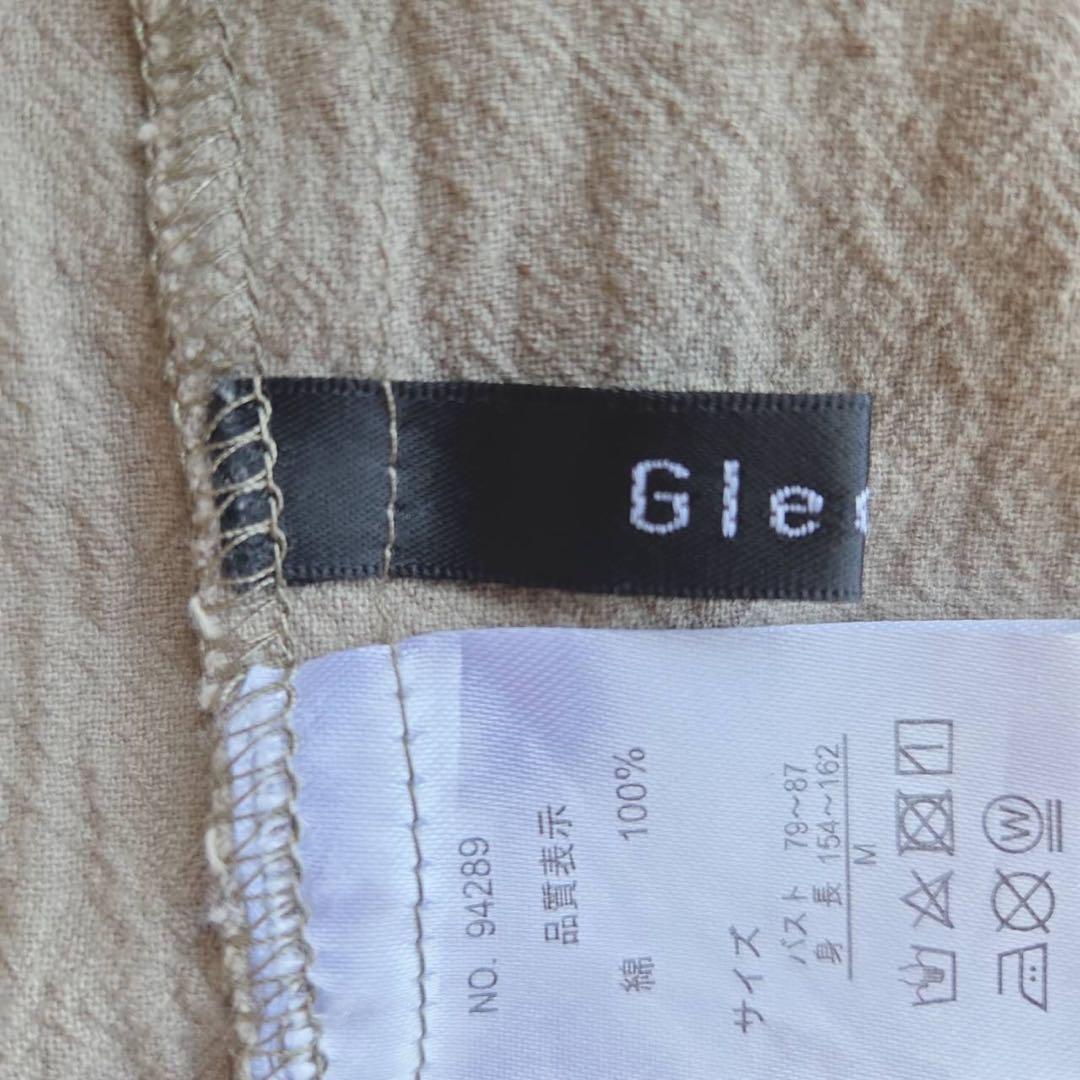 Gle
NO. 94289
品質表示
綿 100%
サイズ
バスト 79~87
身長 154~162
M
W